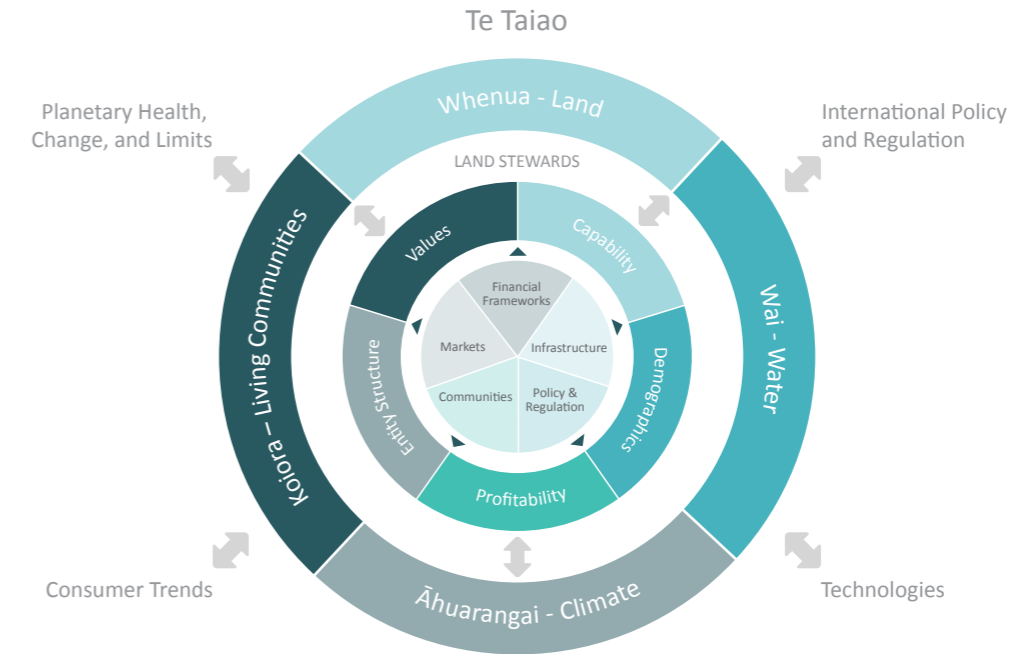 Te Taiao
Planetary Health,
Change, and Limits
International Policy
and Regulation
Whenua - Land
LAND STEWARDS
Values
Capability
Financial
Frameworks
Markets
Infrastructure
Communities
Policy &
Regulation
Entity Structure
Demographics
Profitability
Koiora – Living Communities
Wai - Water
Āhuarangai - Climate
Consumer Trends
Technologies